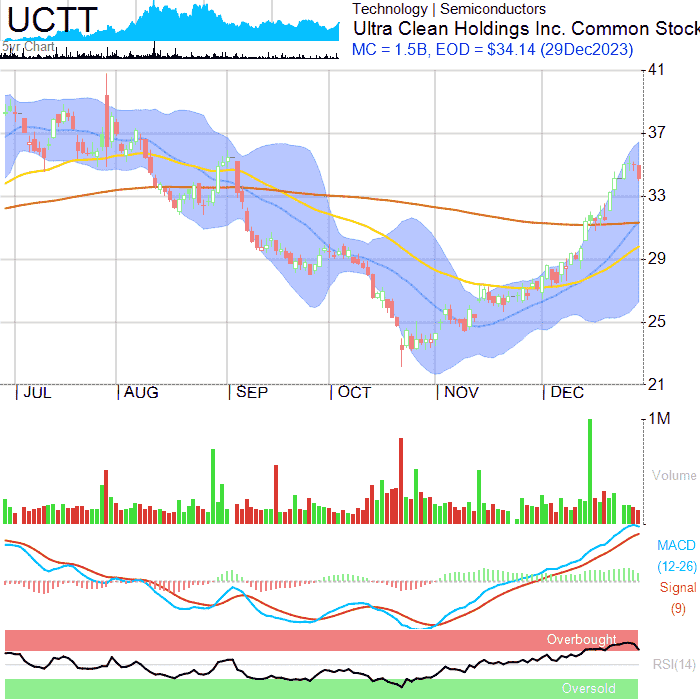 UCTT
5yr Chart
Technology | Semiconductors
Ultra Clean Holdings Inc. Common Stock
MC = 1.5B, EOD = $34.14 (29Dec2023)
41
37
33
29
25
21
JUL AUG SEP OCT NOV DEC
1M
Volume
MACD
(12-26)
Signal
(9)
Overbought
RSI(14)
Oversold